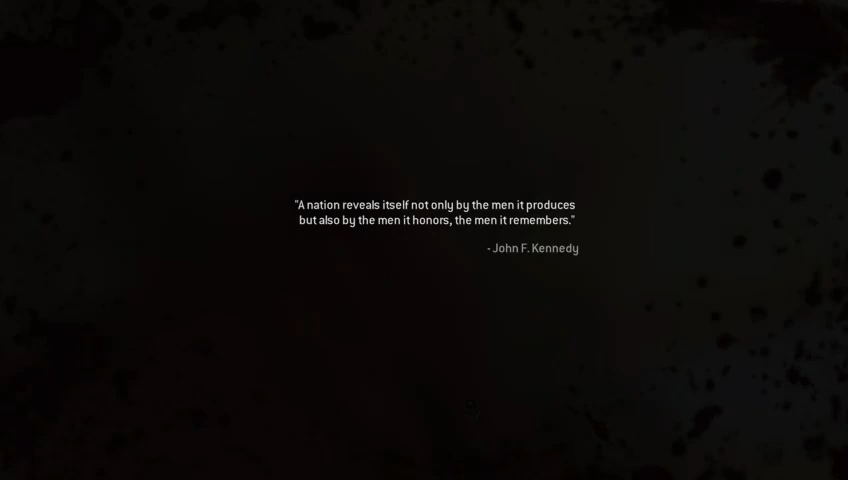 "A nation reveals itself not only by the men it produces
but also by the men it honors, the men it remembers."
- John F. Kennedy